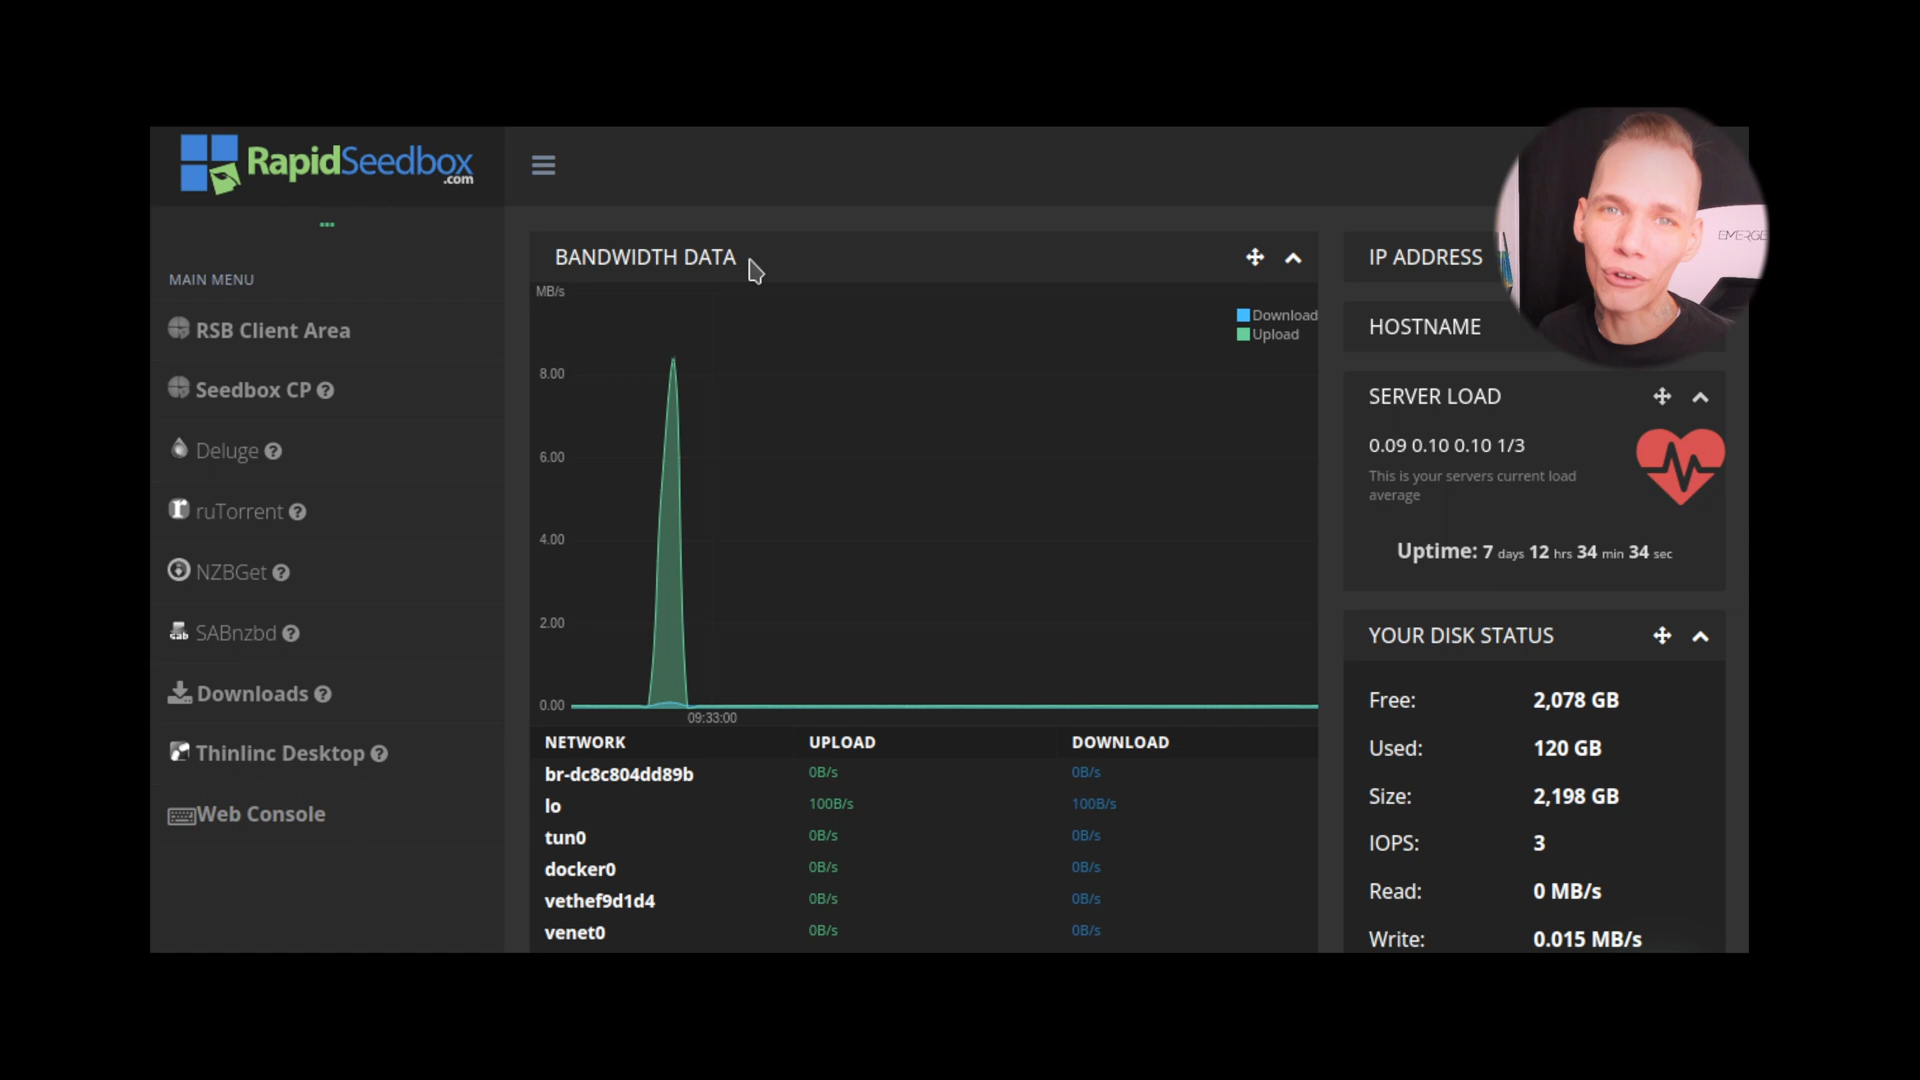 RapidSeedbox
.com
MAIN MENU
RSB Client Area
Seedbox CP
Deluge
ruTorrent
NZBGet
SABnzbd
Downloads
Thinlinc Desktop
Web Console
BANDWIDTH DATA
MB/s
Download
Upload
8.00
6.00
4.00
2.00
0.00
09:33:00
NETWORK UPLOAD DOWNLOAD
br-dc8c804dd89b 0B/s 0B/s
lo 100B/s 100B/s
tun0 0B/s 0B/s
docker0 0B/s 0B/s
vethef9d1d4 0B/s 0B/s
venet0 0B/s 0B/s
IP ADDRESS
HOSTNAME
EMERGE
SERVER LOAD
0.09 0.10 0.10 1/3
This is your servers current load
average
Uptime: 7 days 12 hrs 34 min 34 sec
YOUR DISK STATUS
Free: 2,078 GB
Used: 120 GB
Size: 2,198 GB
IOPS: 3
Read: 0 MB/s
Write: 0.015 MB/s